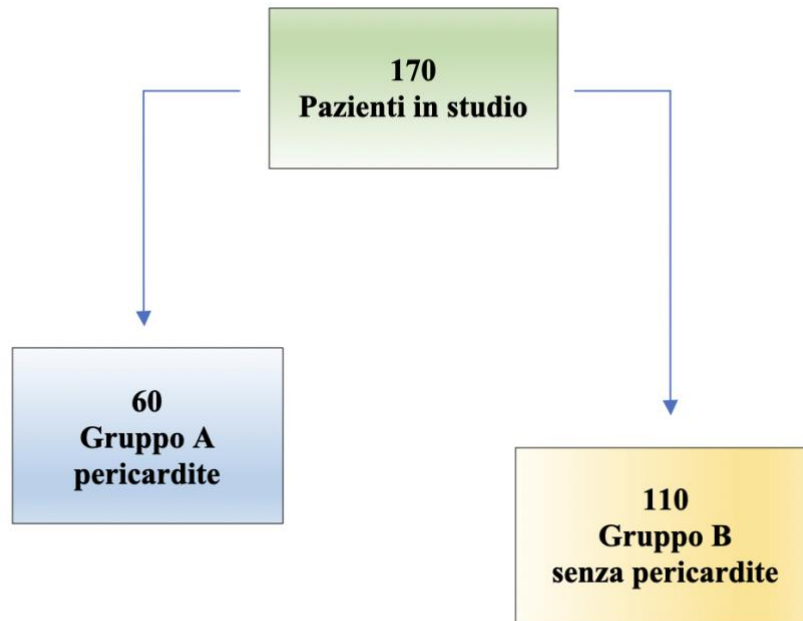 170
Pazienti in studio
60
Gruppo A
pericardite
110
Gruppo B
senza pericardite